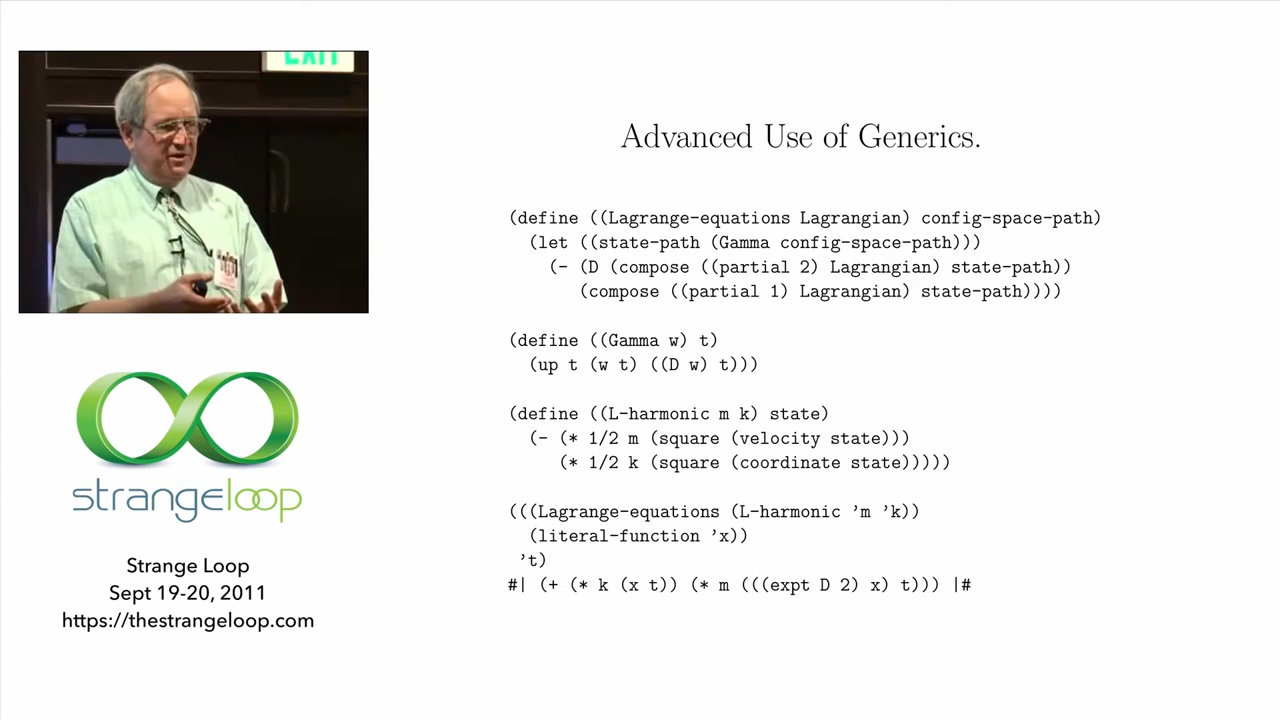 EXIT
Advanced Use of Generics.
(define ((Lagrange-equations Lagrangian) config-space-path)
  (let ((state-path (Gamma config-space-path)))
    (- (D (compose ((partial 2) Lagrangian) state-path))
       (compose ((partial 1) Lagrangian) state-path))))
(define ((Gamma w) t)
  (up t (w t) ((D w) t)))
(define ((L-harmonic m k) state)
  (- (* 1/2 m (square (velocity state)))
     (* 1/2 k (square (coordinate state)))))
(((Lagrange-equations (L-harmonic ’m ’k))
  (literal-function ’x))
 ’t)
#| (+ (* k (x t)) (* m (((expt D 2) x) t))) |#
strangeloop
Strange Loop
Sept 19-20, 2011
https://thestrangeloop.com